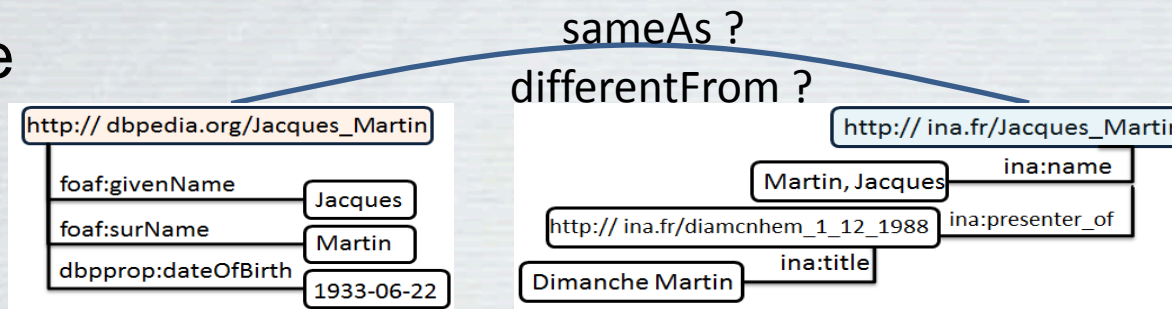 e
sameAs ?
differentFrom ?
http:// dbpedia.org/Jacques_Martin
foaf:givenName
Jacques
foaf:surName
Martin
dbpprop:dateOfBirth
1933-06-22
http:// ina.fr/Jacques_Martin
ina:name
Martin, Jacques
http:// ina.fr/diamcnhem_1_12_1988
ina:presenter_of
ina:title
Dimanche Martin